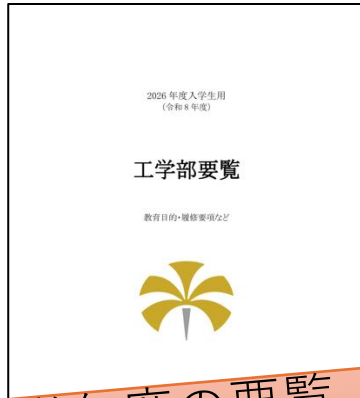 2026 年度入学生用
(令和 8 年度)
工学部要覧
教育目的・履修要項など
年度の要覧